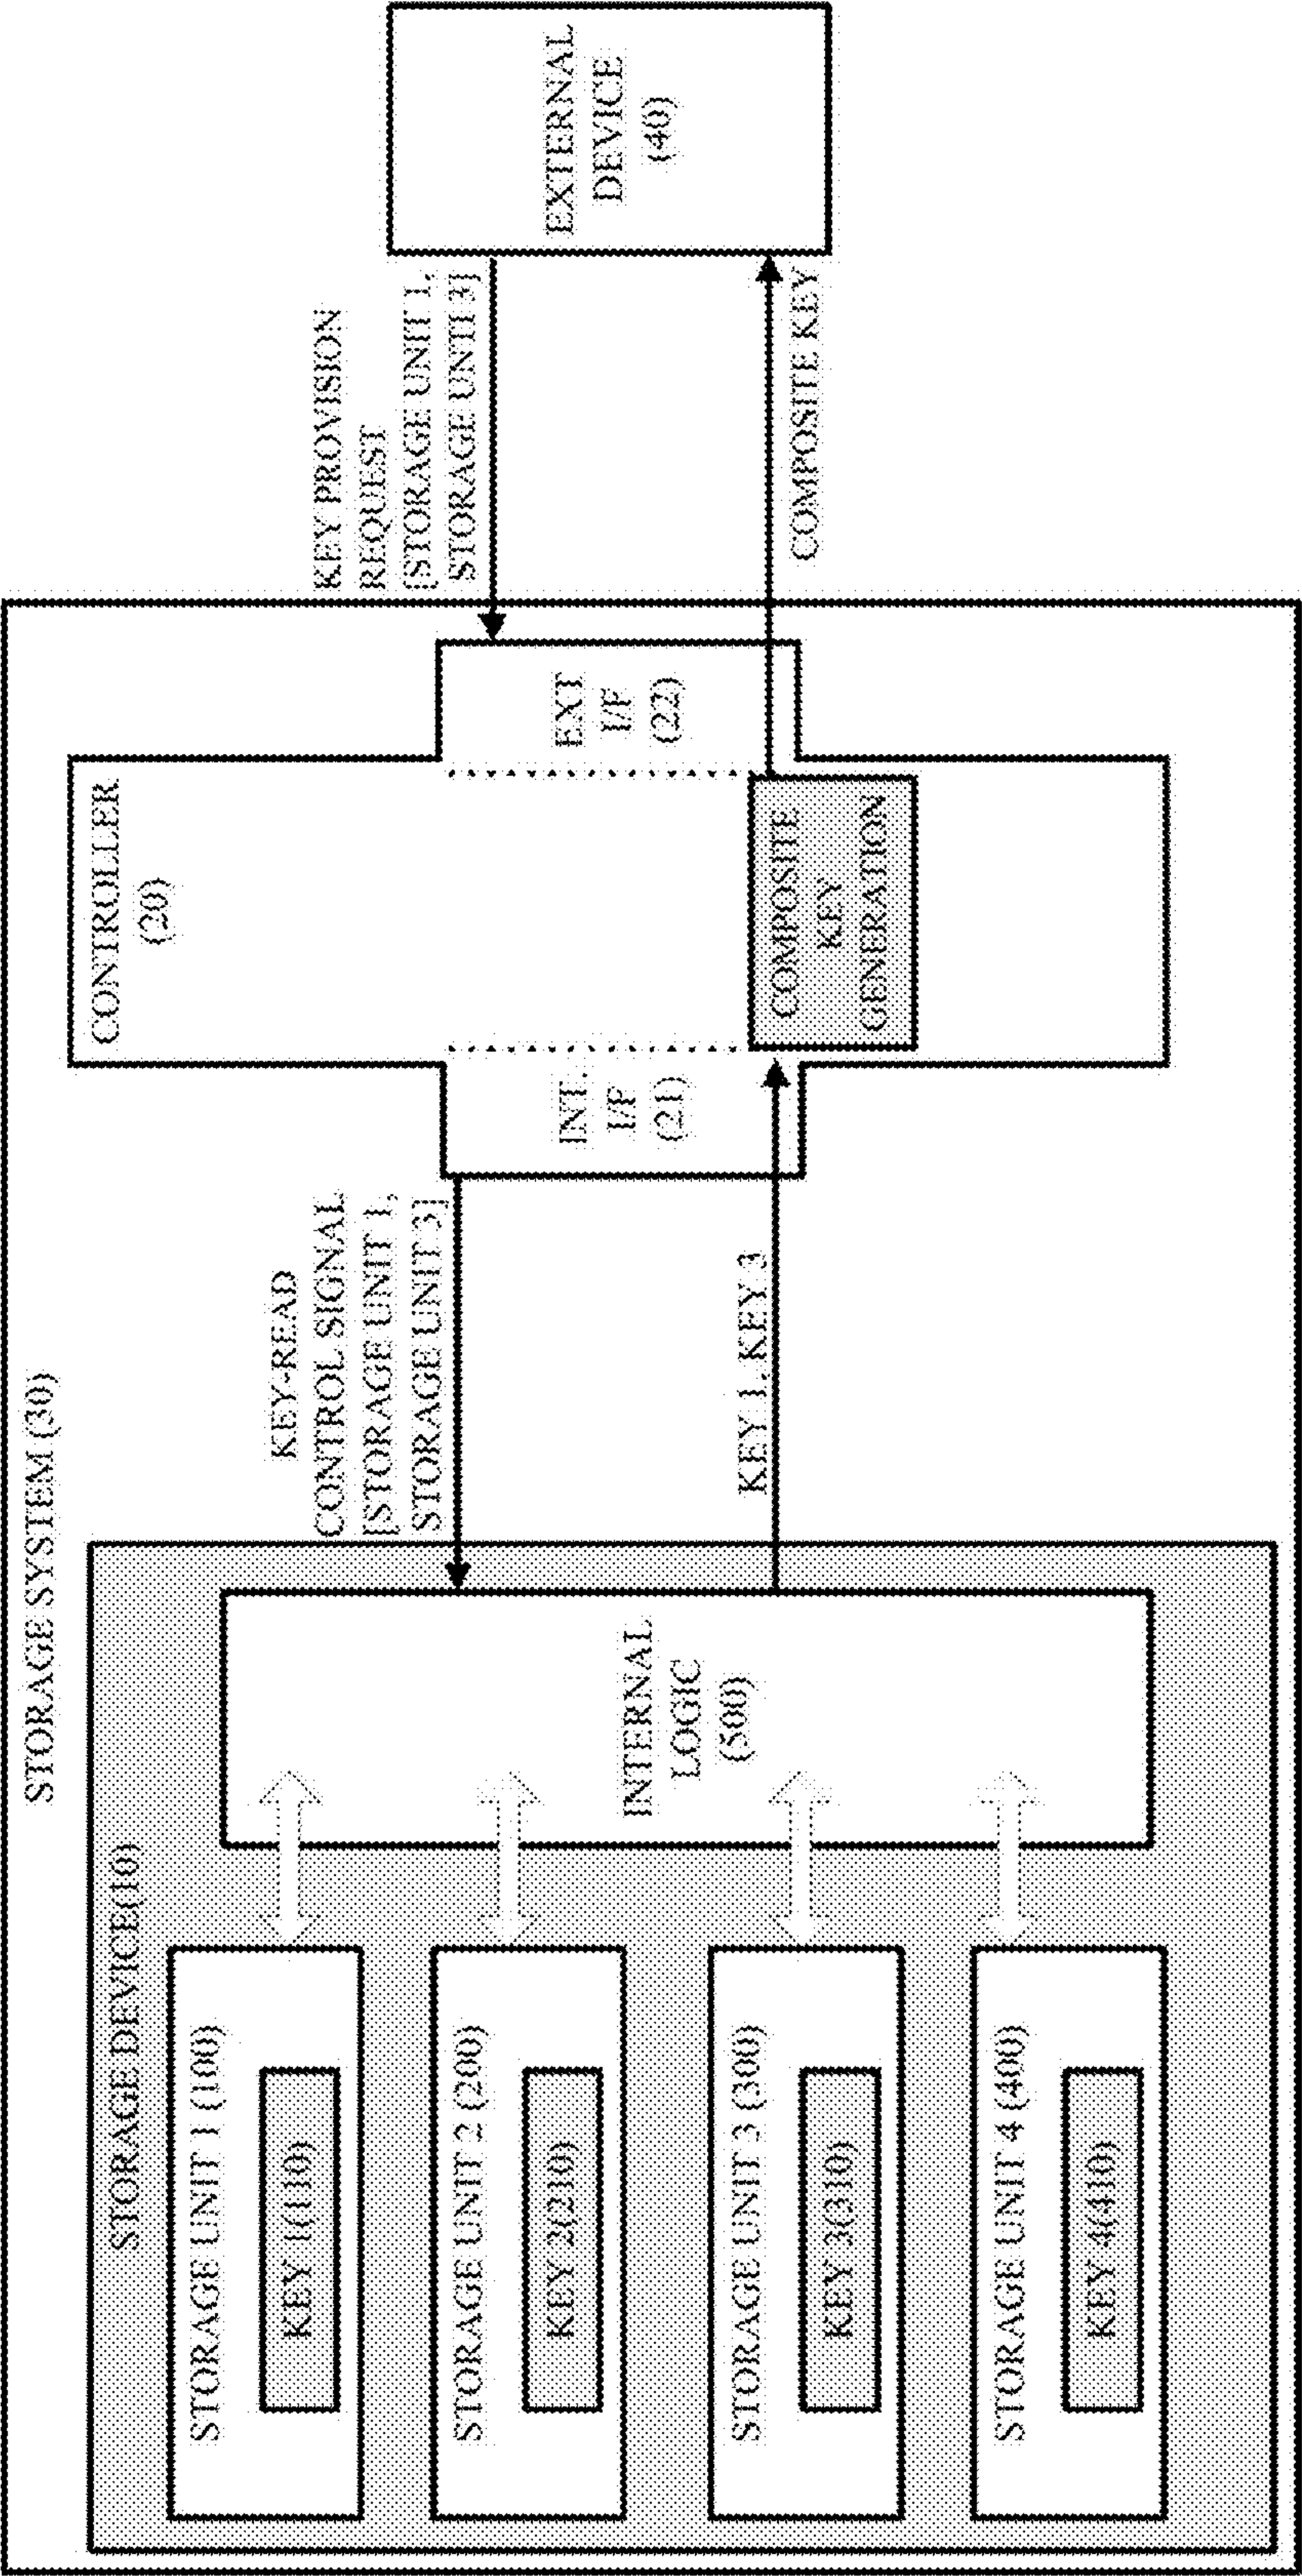 STORAGE SYSTEM (30)
STORAGE DEVICE(10)
STORAGE UNIT 1 (100)
KEY 1(110)
STORAGE UNIT 2 (200)
KEY 2(210)
STORAGE UNIT 3 (300)
KEY 3(310)
STORAGE UNIT 4 (400)
KEY 4(410)
INTERNAL
LOGIC
(500)
KEY-READ
CONTROL SIGNAL
[STORAGE UNIT 1,
STORAGE UNIT 3]
KEY 1, KEY 3
CONTROLLER
(20)
INT.
I/F
(21)
EXT
I/F
(22)
COMPOSITE
KEY
GENERATION
KEY PROVISION
REQUEST
[STORAGE UNIT 1,
STORAGE UNTI 3]
COMPOSITE KEY
EXTERNAL
DEVICE
(40)